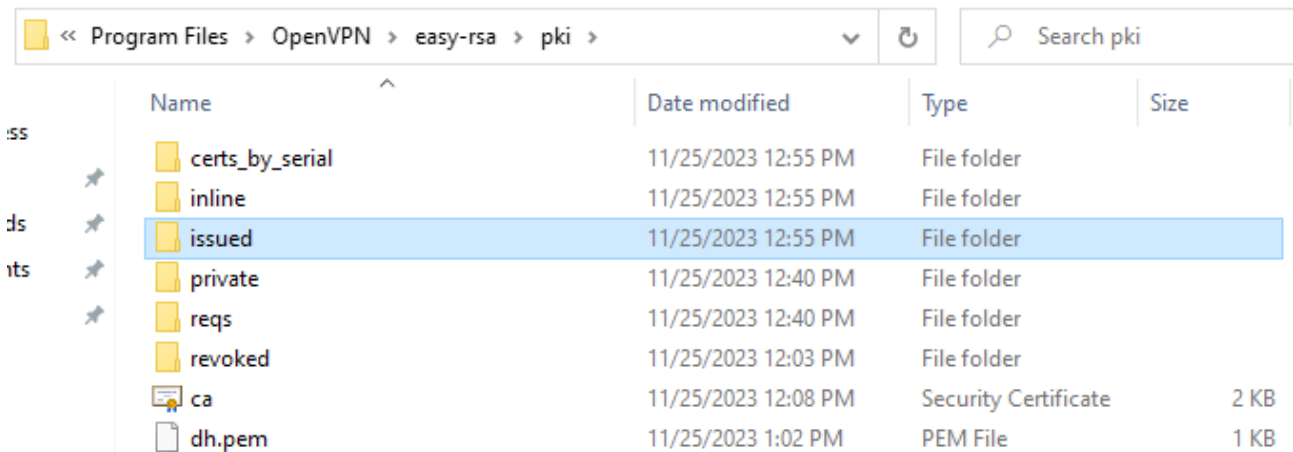 « Program Files > OpenVPN > easy-rsa > pki > Search pki
Name Date modified Type Size
ess
certs_by_serial 11/25/2023 12:55 PM File folder
inline 11/25/2023 12:55 PM File folder
ds issued 11/25/2023 12:55 PM File folder
nts private 11/25/2023 12:40 PM File folder
reqs 11/25/2023 12:40 PM File folder
revoked 11/25/2023 12:03 PM File folder
ca 11/25/2023 12:08 PM Security Certificate 2 KB
dh.pem 11/25/2023 1:02 PM PEM File 1 KB